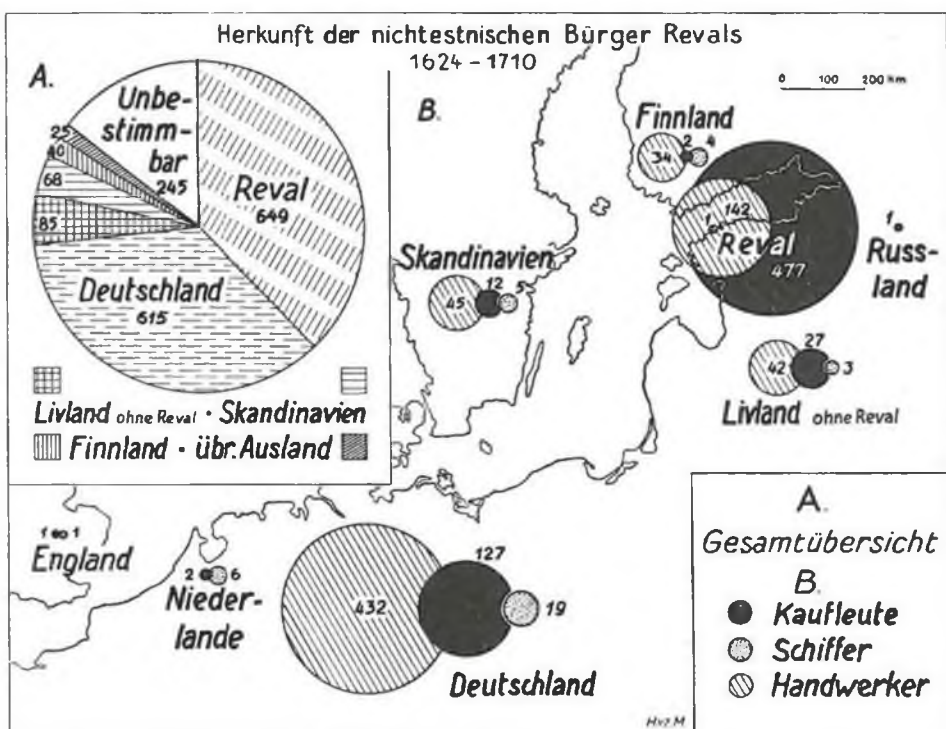 Herkunft der nichtestnischen Bürger Revals
1624 – 1710
A.
Unbe-
stimm-
bar
245
25
40
68
85
Reval
649
Deutschland
615
Livland ohne Reval · Skandinavien
Finnland · übr. Ausland
B.
0 100 200 km
Finnland
34
2
4
1
142
Reval
477
1
Russ-
land
Skandinavien
45
12
5
27
42
3
Livland ohne Reval
1 1
England
2 6
Nieder-
lande
432
127
19
Deutschland
A.
Gesamtübersicht
B.
Kaufleute
Schiffer
Handwerker